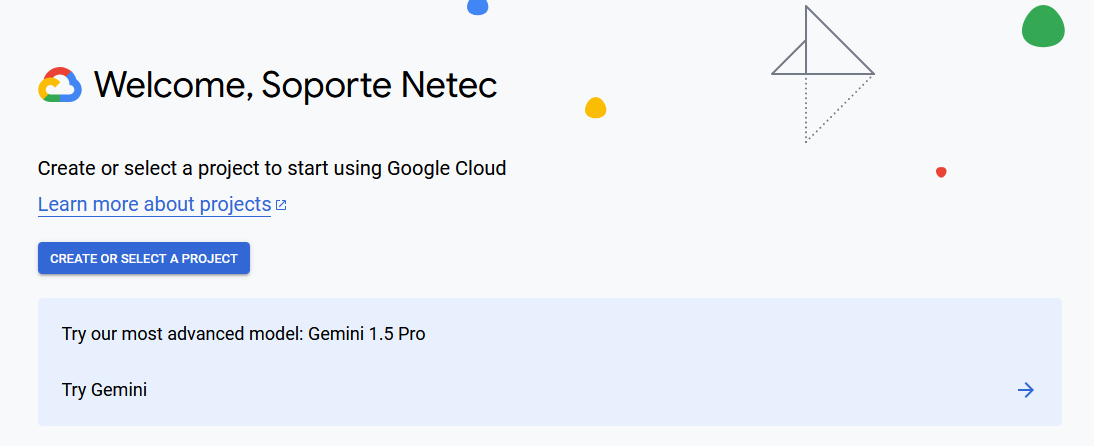 Welcome, Soporte Netec
Create or select a project to start using Google Cloud
Learn more about projects
CREATE OR SELECT A PROJECT
Try our most advanced model: Gemini 1.5 Pro
Try Gemini